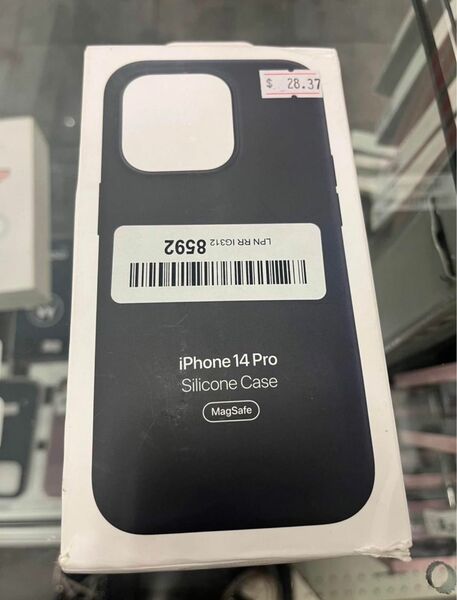 $ 28.37
LPN RR IG312 8592
iPhone 14 Pro
Silicone Case
MagSafe